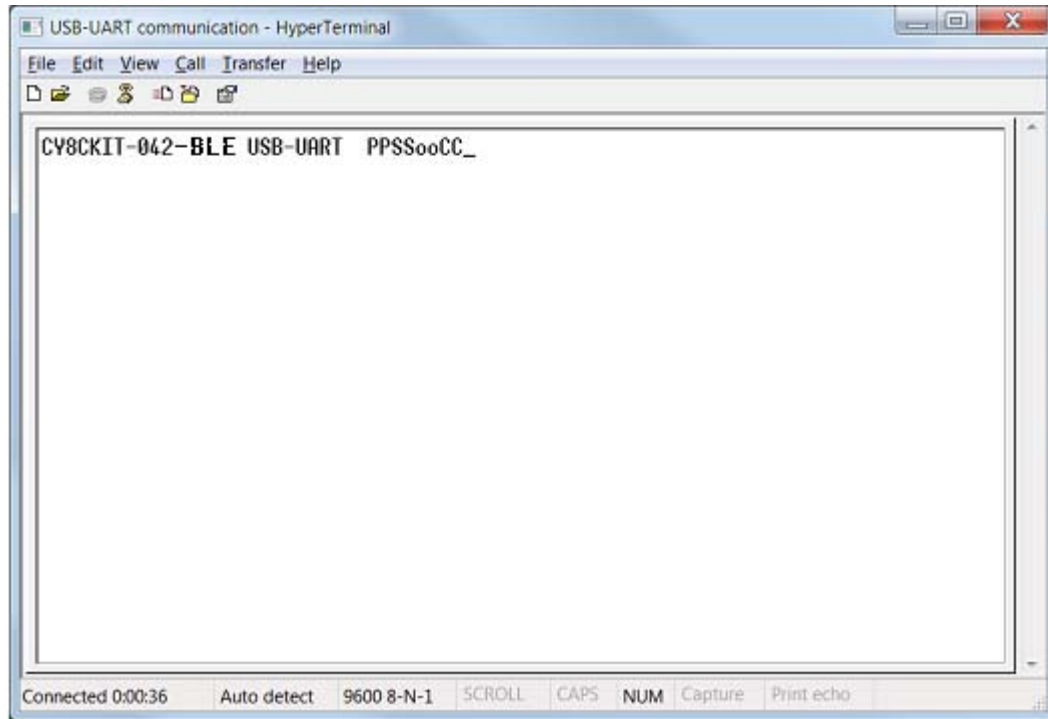 USB-UART communication - HyperTerminal
File Edit View Call Transfer Help
CY8CKIT-042-BLE USB-UART PPSSooCC_
Connected 0:00:36 Auto detect 9600 8-N-1 SCROLL CAPS NUM Capture Print echo